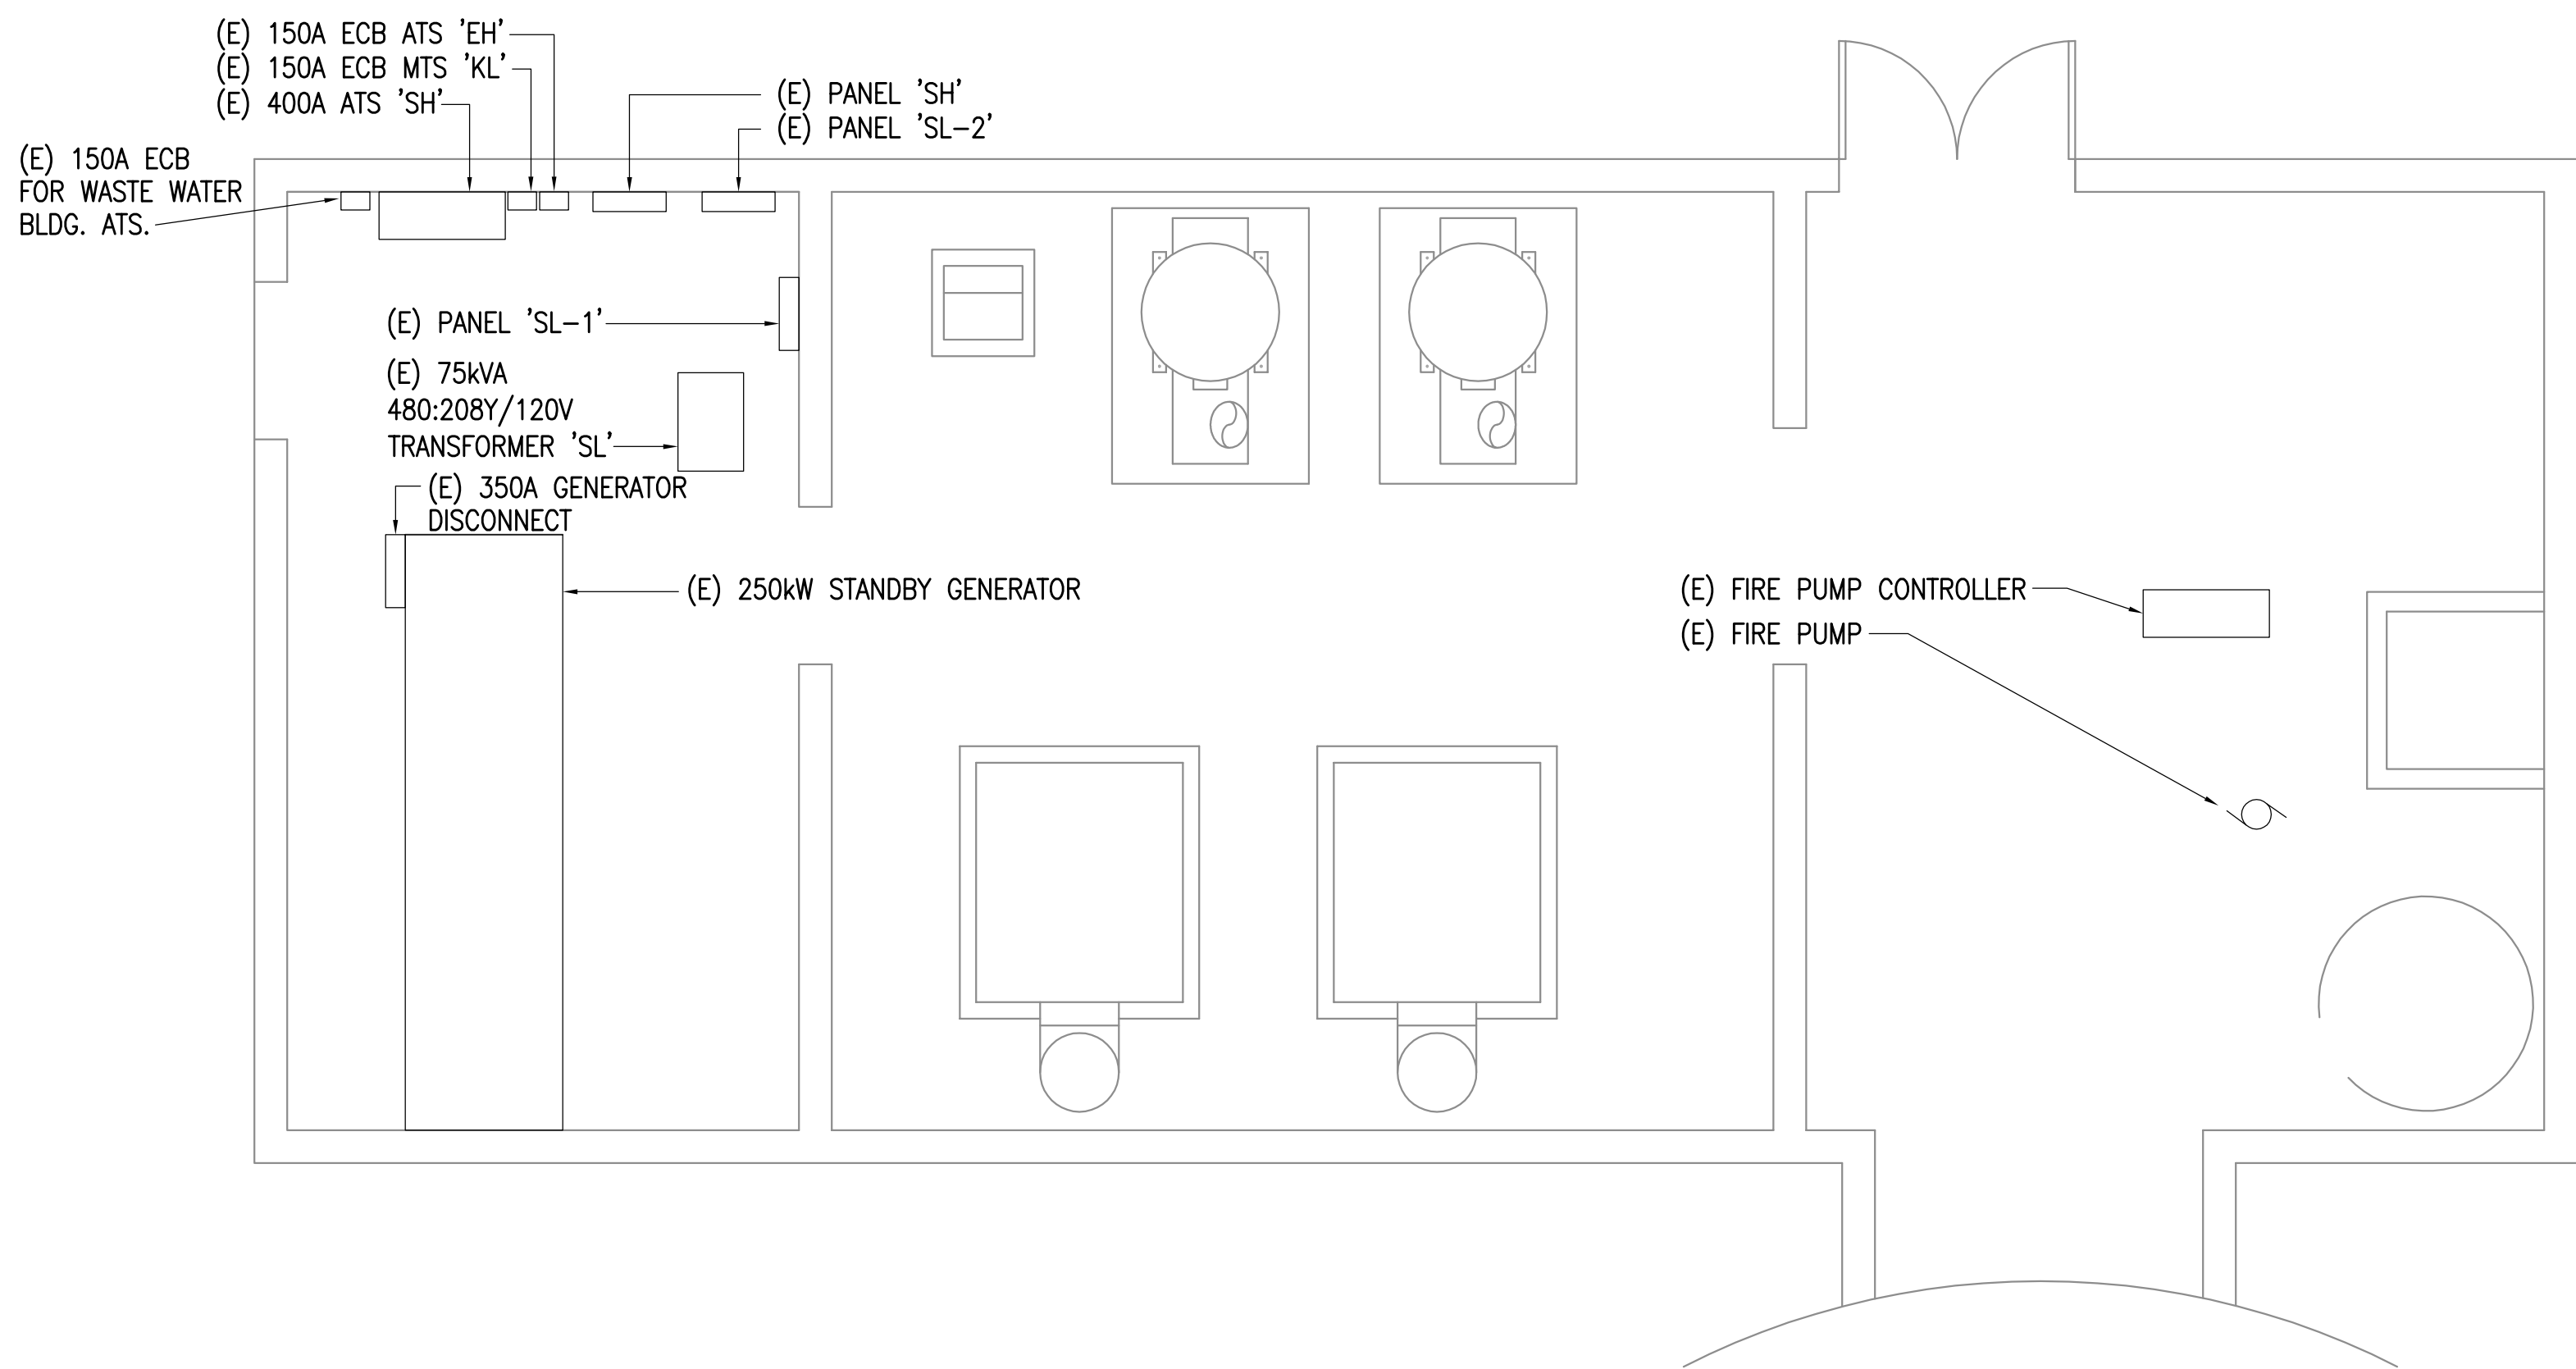 (E) 150A ECB ATS 'EH'
(E) 150A ECB MTS 'KL'
(E) 400A ATS 'SH'
(E) PANEL 'SH'
(E) PANEL 'SL-2'
(E) 150A ECB
FOR WASTE WATER
BLDG. ATS.
(E) PANEL 'SL-1'
(E) 75kVA
480:208Y/120V
TRANSFORMER 'SL'
(E) 350A GENERATOR
DISCONNECT
(E) 250kW STANDBY GENERATOR
(E) FIRE PUMP CONTROLLER
(E) FIRE PUMP